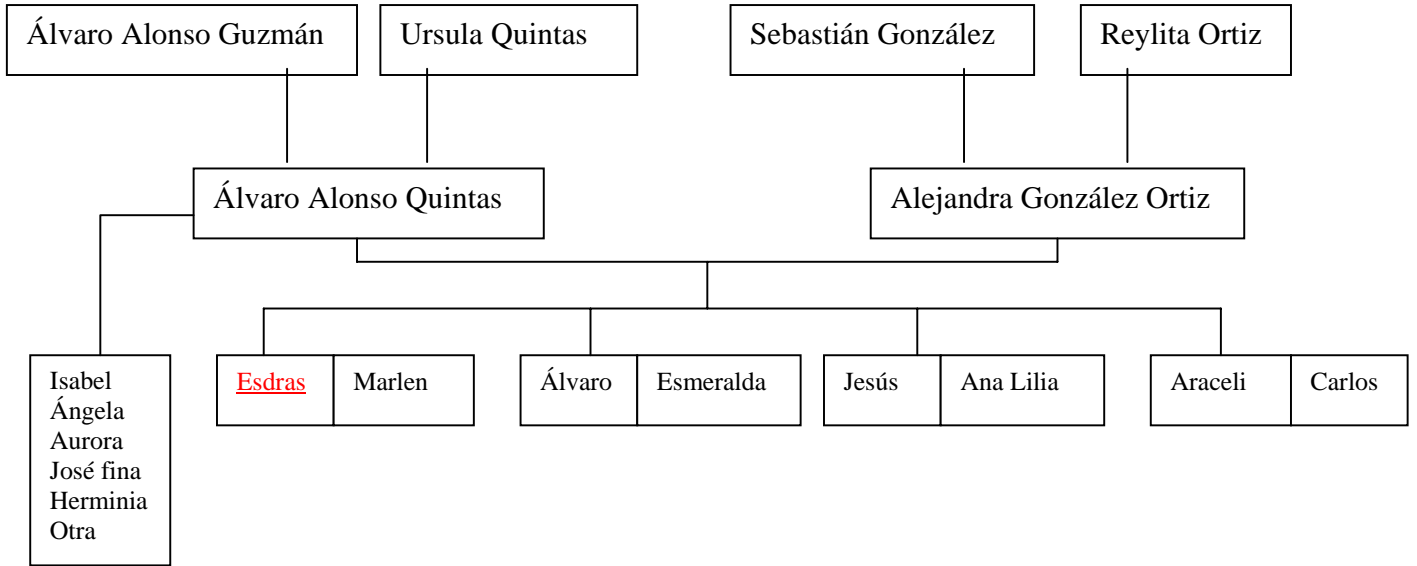 Álvaro Alonso Guzmán
Ursula Quintas
Sebastián González
Reylita Ortiz
Álvaro Alonso Quintas
Alejandra González Ortiz
Isabel
Ángela
Aurora
José fina
Herminia
Otra
Esdras
Marlen
Álvaro
Esmeralda
Jesús
Ana Lilia
Araceli
Carlos